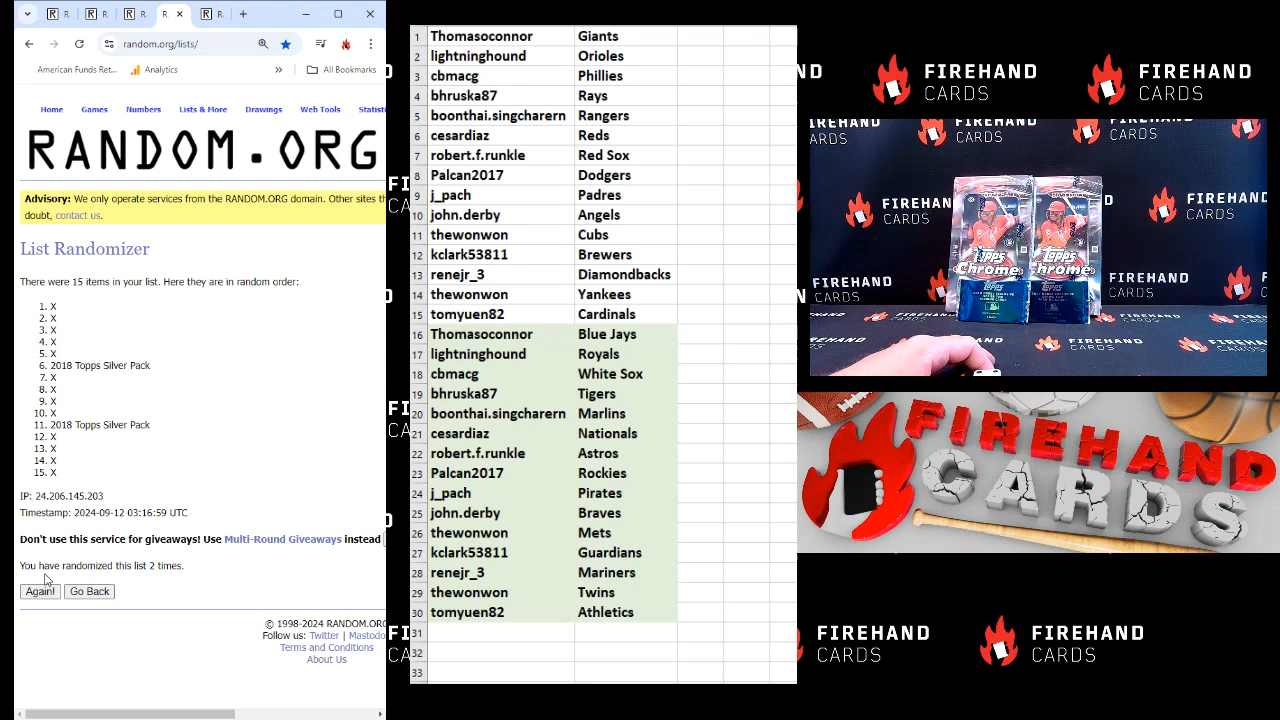 random.org/lists/
American Funds Ret...
Analytics
»
All Bookmarks
Home Games Numbers Lists & More Drawings Web Tools Statisti
RANDOM.ORG
Advisory: We only operate services from the RANDOM.ORG domain. Other sites th
doubt, contact us.
List Randomizer
There were 15 items in your list. Here they are in random order:
1. X
2. X
3. X
4. X
5. X
6. 2018 Topps Silver Pack
7. X
8. X
9. X
10. X
11. 2018 Topps Silver Pack
12. X
13. X
14. X
15. X
IP: 24.206.145.203
Timestamp: 2024-09-12 03:16:59 UTC
Don't use this service for giveaways! Use Multi-Round Giveaways instead
You have randomized this list 2 times.
Again! Go Back
© 1998-2024 RANDOM.ORG
Follow us: Twitter | Mastodo
Terms and Conditions
About Us
1 Thomasoconnor Giants
2 lightninghound Orioles
3 cbmacg Phillies
4 bhruska87 Rays
5 boonthai.singcharern Rangers
6 cesardiaz Reds
7 robert.f.runkle Red Sox
8 Palcan2017 Dodgers
9 j_pach Padres
10 john.derby Angels
11 thewonwon Cubs
12 kclark53811 Brewers
13 renejr_3 Diamondbacks
14 thewonwon Yankees
15 tomyuen82 Cardinals
16 Thomasoconnor Blue Jays
17 lightninghound Royals
18 cbmacg White Sox
19 bhruska87 Tigers
20 boonthai.singcharern Marlins
21 cesardiaz Nationals
22 robert.f.runkle Astros
23 Palcan2017 Rockies
24 j_pach Pirates
25 john.derby Braves
26 thewonwon Mets
27 kclark53811 Guardians
28 renejr_3 Mariners
29 thewonwon Twins
30 tomyuen82 Athletics
31
32
33
FIREHAND
CARDS
FIREHAND
CARDS
FIREHAND
CARDS
Topps Chrome
Topps Chrome
FIREHAND
CARDS
FIREHAND
CARDS
FIREHAND
CARDS